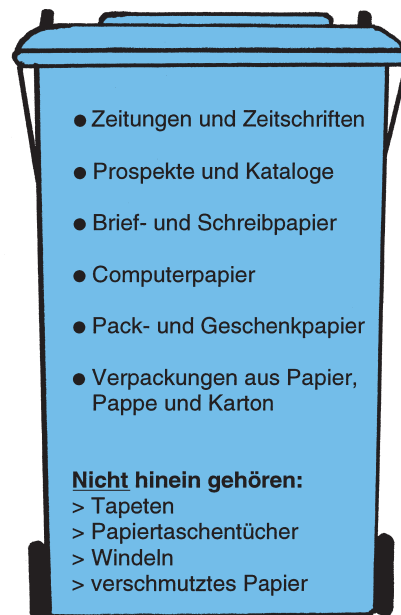 ● Zeitungen und Zeitschriften
● Prospekte und Kataloge
● Brief- und Schreibpapier
● Computerpapier
● Pack- und Geschenkpapier
● Verpackungen aus Papier,
Pappe und Karton
Nicht hinein gehören:
> Tapeten
> Papiertaschentücher
> Windeln
> verschmutztes Papier